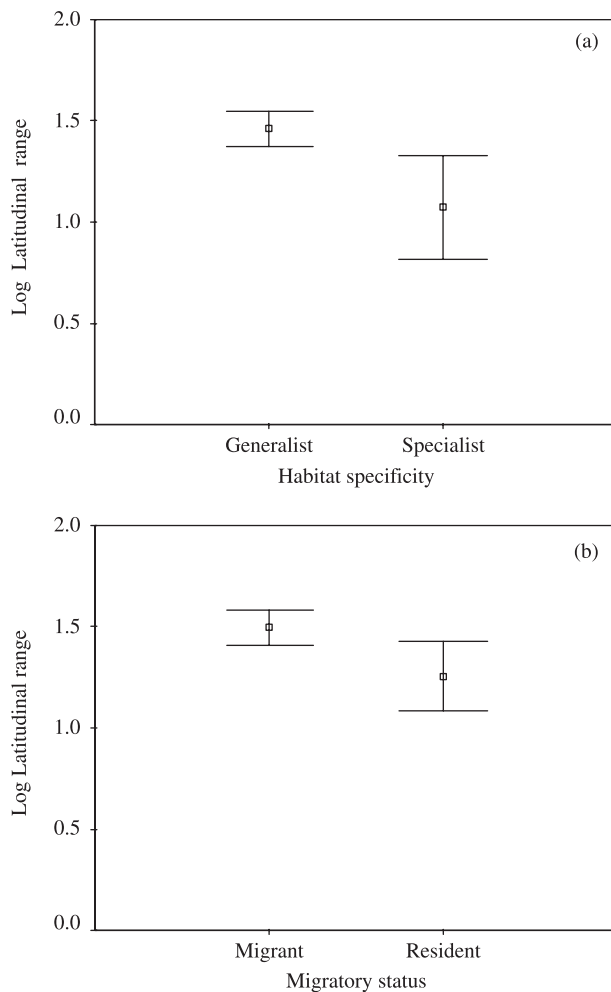 (a)
Log Latitudinal range
2.0
1.5
1.0
0.5
0.0
Generalist Specialist
Habitat specificity
(b)
Log Latitudinal range
2.0
1.5
1.0
0.5
0.0
Migrant Resident
Migratory status